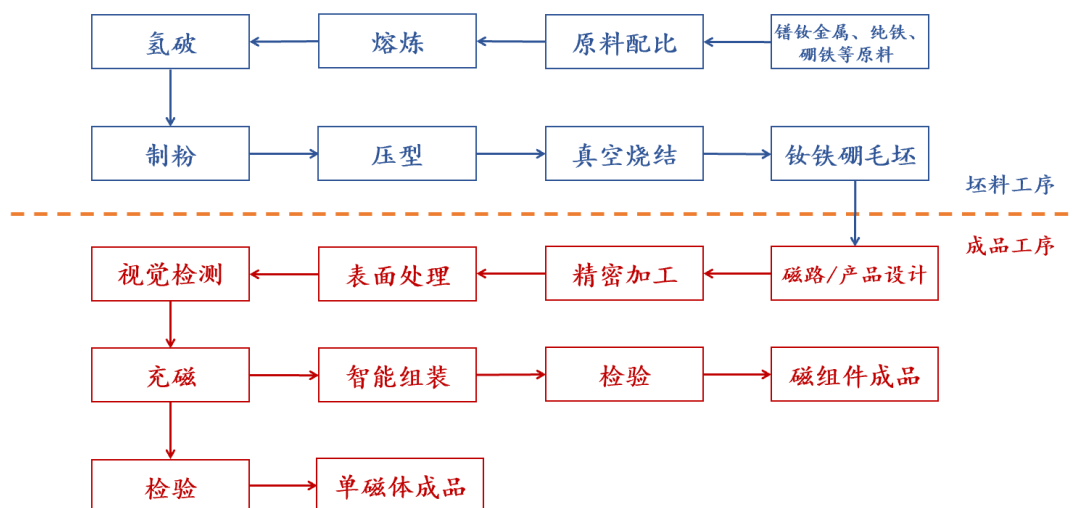 氢破
熔炼
原料配比
镨钕金属、纯铁、
硼铁等原料
制粉
压型
真空烧结
钕铁硼毛坯
坯料工序
成品工序
视觉检测
表面处理
精密加工
磁路/产品设计
充磁
智能组装
检验
磁组件成品
检验
单磁体成品